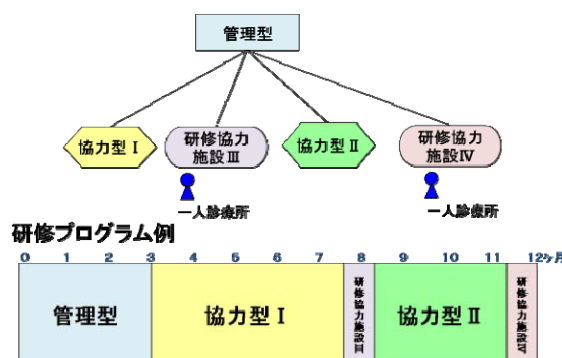 管理型
協力型Ⅰ
研修協力
施設Ⅲ
協力型Ⅱ
研修協力
施設Ⅳ
一人診療所
一人診療所
研修プログラム例
0 1 2 3 4 5 6 7 8 9 10 11 12ヶ月
管理型
協力型Ⅰ
研修協力施設Ⅲ
協力型Ⅱ
研修協力施設Ⅳ